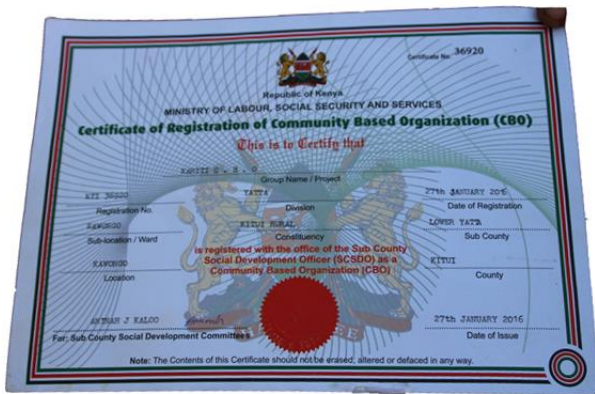 Certificate No. 36920
Republic of Kenya
MINISTRY OF LABOUR, SOCIAL SECURITY AND SERVICES
Certificate of Registration of Community Based Organization (CBO)
This is to Certify that
C . B . O
Group Name / Project
KTI 36920 YATTA 27th JANUARY 2016
Registration No. Division Date of Registration
KAWONGO KITUI RURAL LOWER YATTA
Sub-location / Ward Constituency Sub County
is registered with the office of the Sub County
Social Development Officer (SCSDO) as a
Community Based Organization (CBO)
KAWONGO KITUI
Location County
J KALOO 27th JANUARY 2016
For: Sub County Social Development Committees Date of Issue
Note: The Contents of this Certificate should not be erased, altered or defaced in any way.